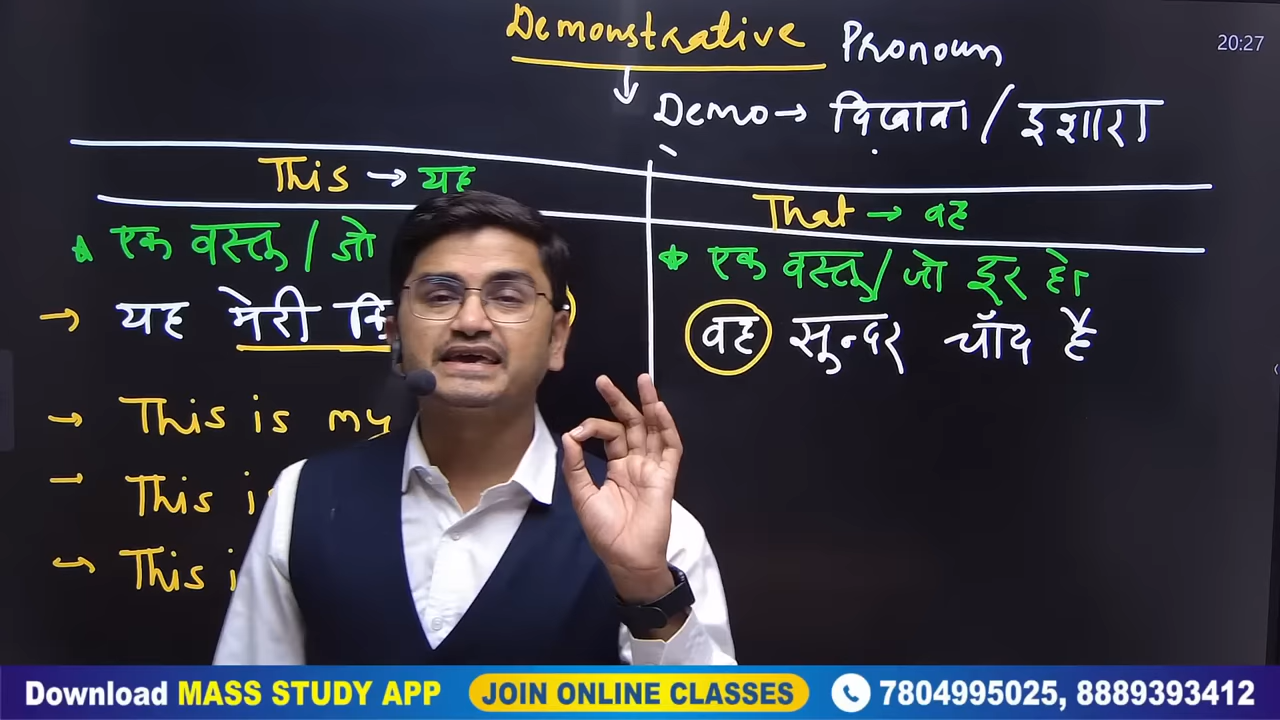 Demonstrative Pronoun
20:27
Demo → दिखाना / इशारा
This → यह
That → वह
एक वस्तु / जो
एक वस्तु / जो दूर है।
→ यह मेरी कि
वह सुन्दर चाँद है
→ This is my
→ This is
→ This i
Download MASS STUDY APP JOIN ONLINE CLASSES 7804995025, 8889393412